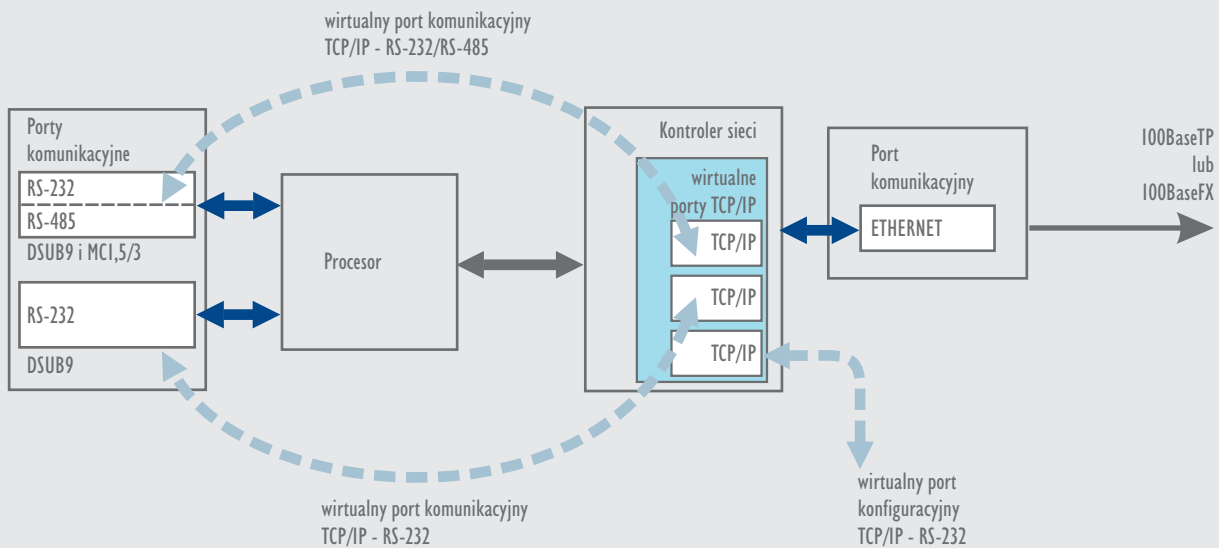 wirtualny port komunikacyjny
TCP/IP - RS-232/RS-485
Porty
komunikacyjne
RS-232
RS-485
DSUB9 i MC1,5/3
RS-232
DSUB9
Procesor
Kontroler sieci
wirtualne
porty TCP/IP
TCP/IP
TCP/IP
TCP/IP
Port
komunikacyjny
ETHERNET
100BaseTP
lub
100BaseFX
wirtualny port komunikacyjny
TCP/IP - RS-232
wirtualny port
konfiguracyjny
TCP/IP - RS-232